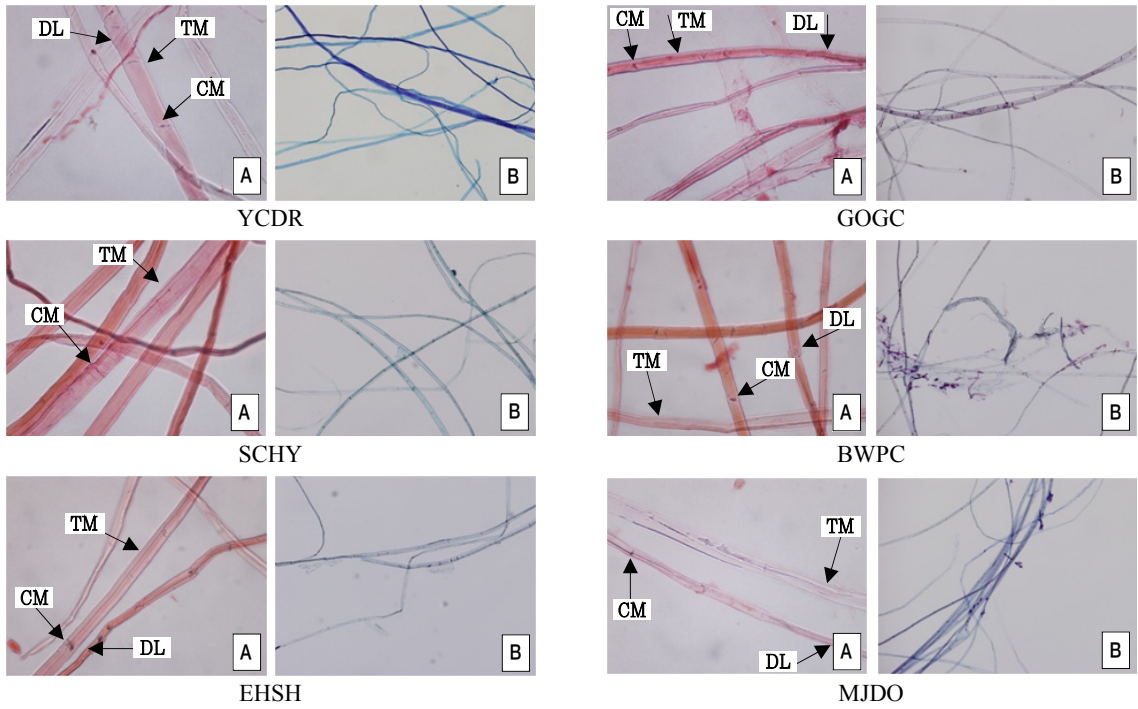 DL TM CM A B
YCDR
CM TM DL A B
GOGC
TM CM A B
SCHY
DL CM TM A B
BWPC
TM CM DL A B
EHSH
TM CM DL A B
MJDO